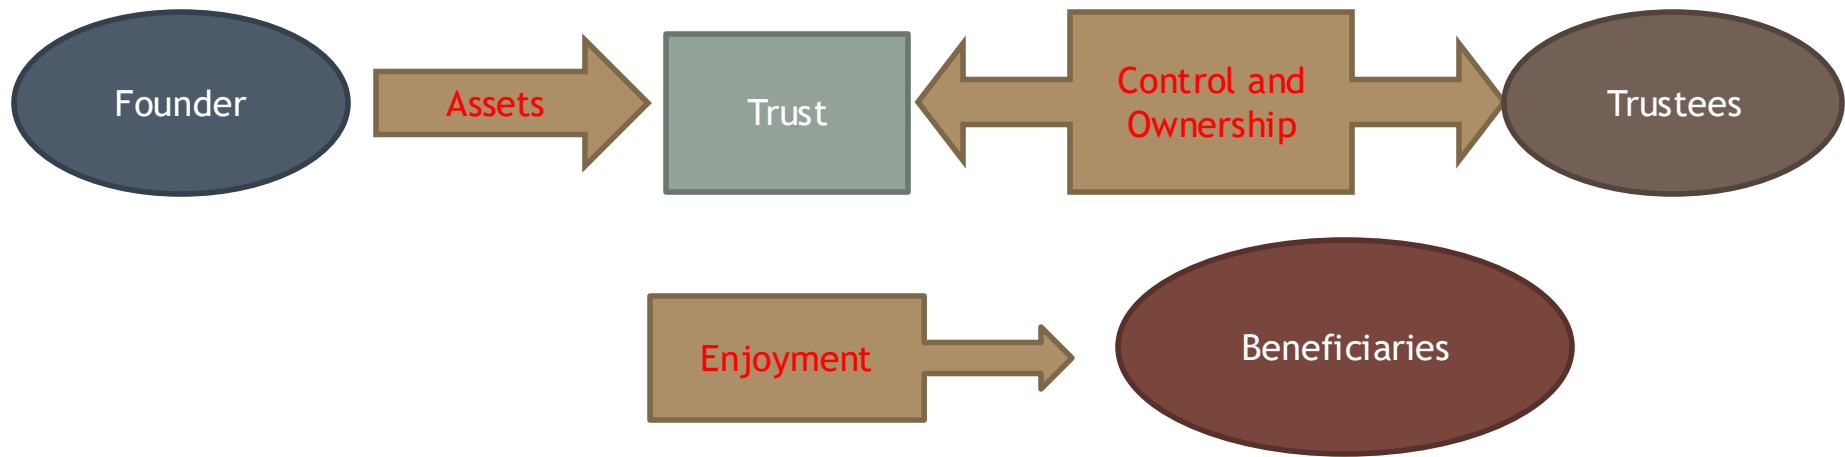 Founder
Assets
Trust
Control and
Ownership
Trustees
Enjoyment
Beneficiaries